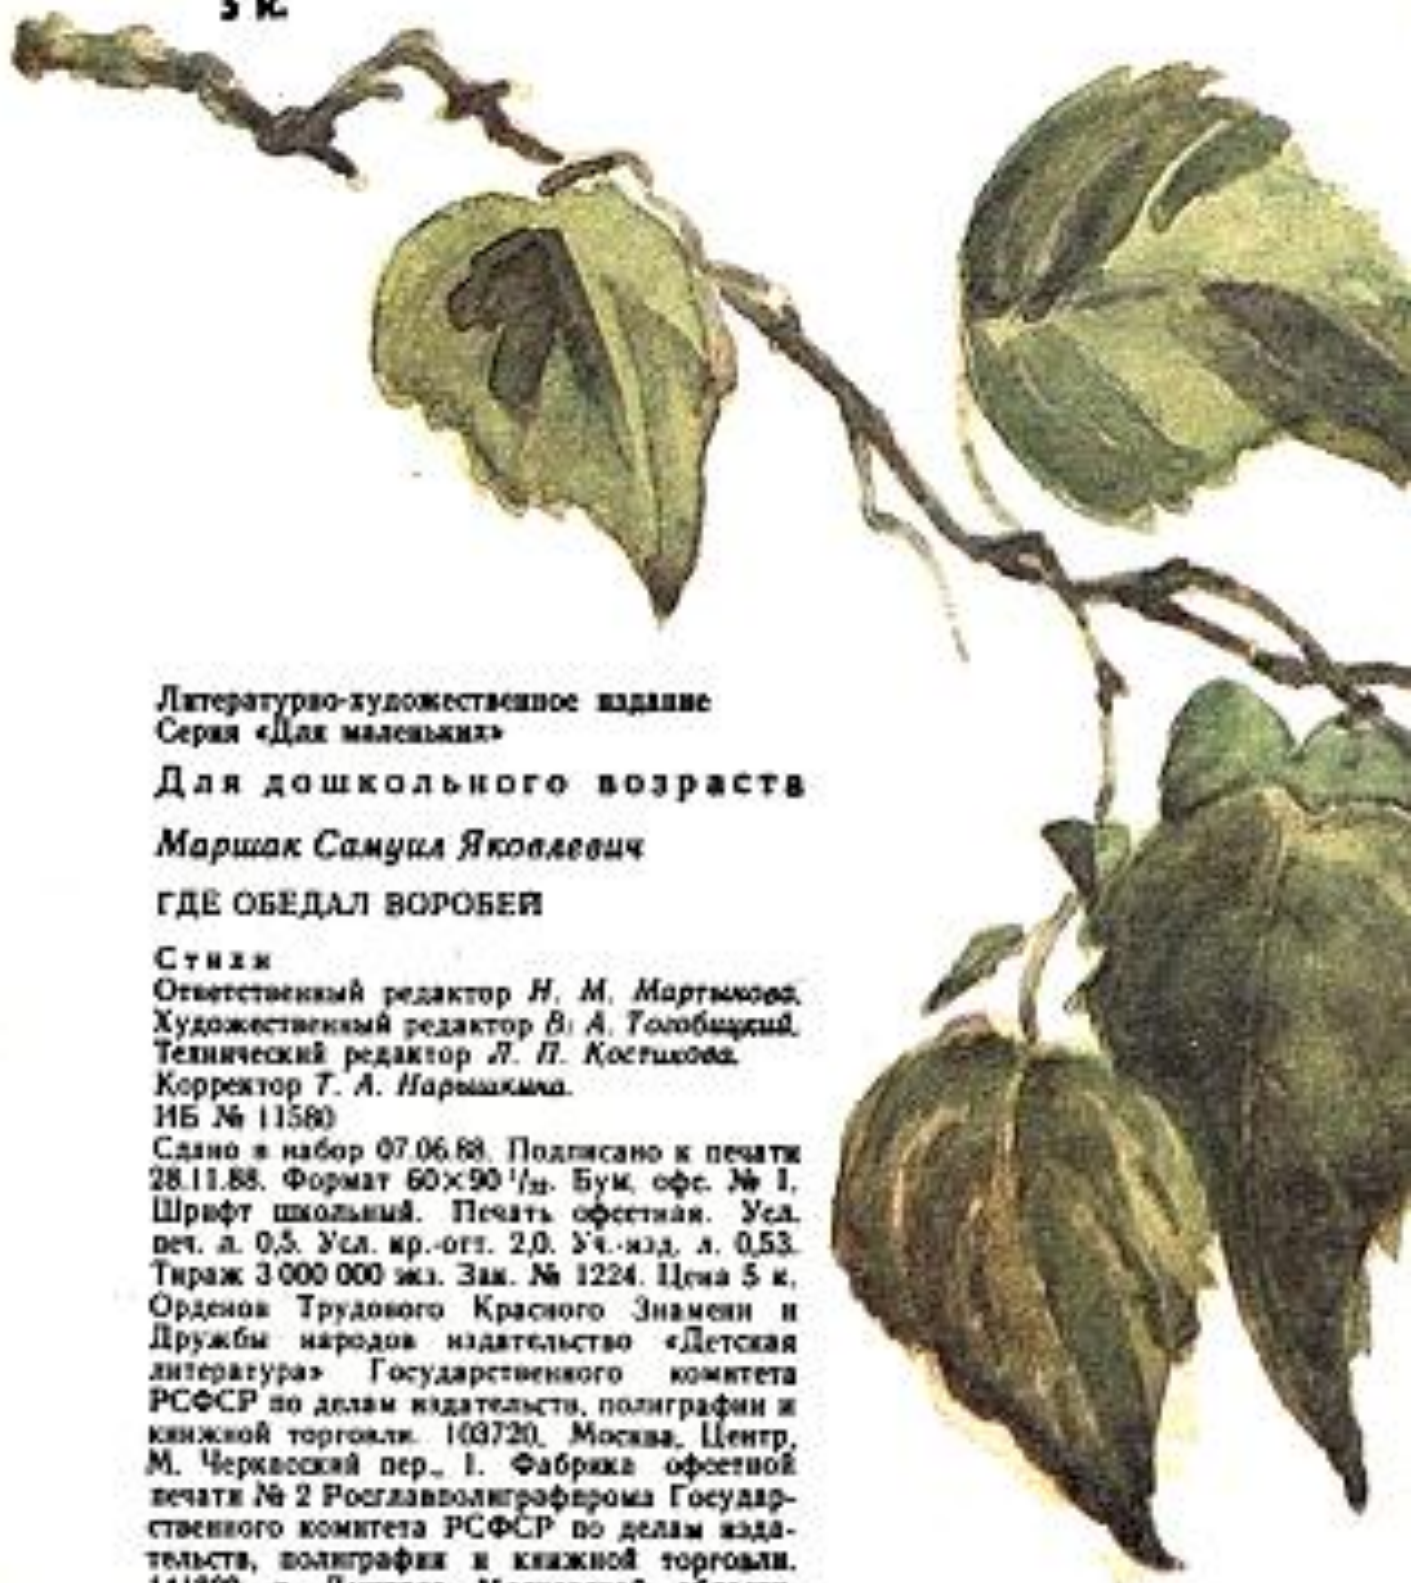 5 к.
Литературно-художественное издание
Серия «Для маленьких»
Для дошкольного возраста
Маршак Самуил Яковлевич
ГДЕ ОБЕДАЛ ВОРОБЕЙ
Стихи
Ответственный редактор Н. М. Мартынова.
Художественный редактор В. А. Тогобицкий.
Технический редактор Л. П. Костикова.
Корректор Т. А. Нарышкина.
ИБ № 11580
Сдано в набор 07.06.88. Подписано к печати
28.11.88. Формат 60×90 1/32. Бум. офс. № 1.
Шрифт школьный. Печать офсетная. Усл.
печ. л. 0,5. Усл. кр.-отт. 2,0. Уч.-изд. л. 0,53.
Тираж 3 000 000 экз. Зак. № 1224. Цена 5 к.
Орденов Трудового Красного Знамени и
Дружбы народов издательство «Детская
литература» Государственного комитета
РСФСР по делам издательств, полиграфии и
книжной торговли. 103720, Москва, Центр,
М. Черкасский пер., 1. Фабрика офсетной
печати № 2 Росглавполиграфпрома Государ-
ственного комитета РСФСР по делам изда-
тельств, полиграфии и книжной торговли.